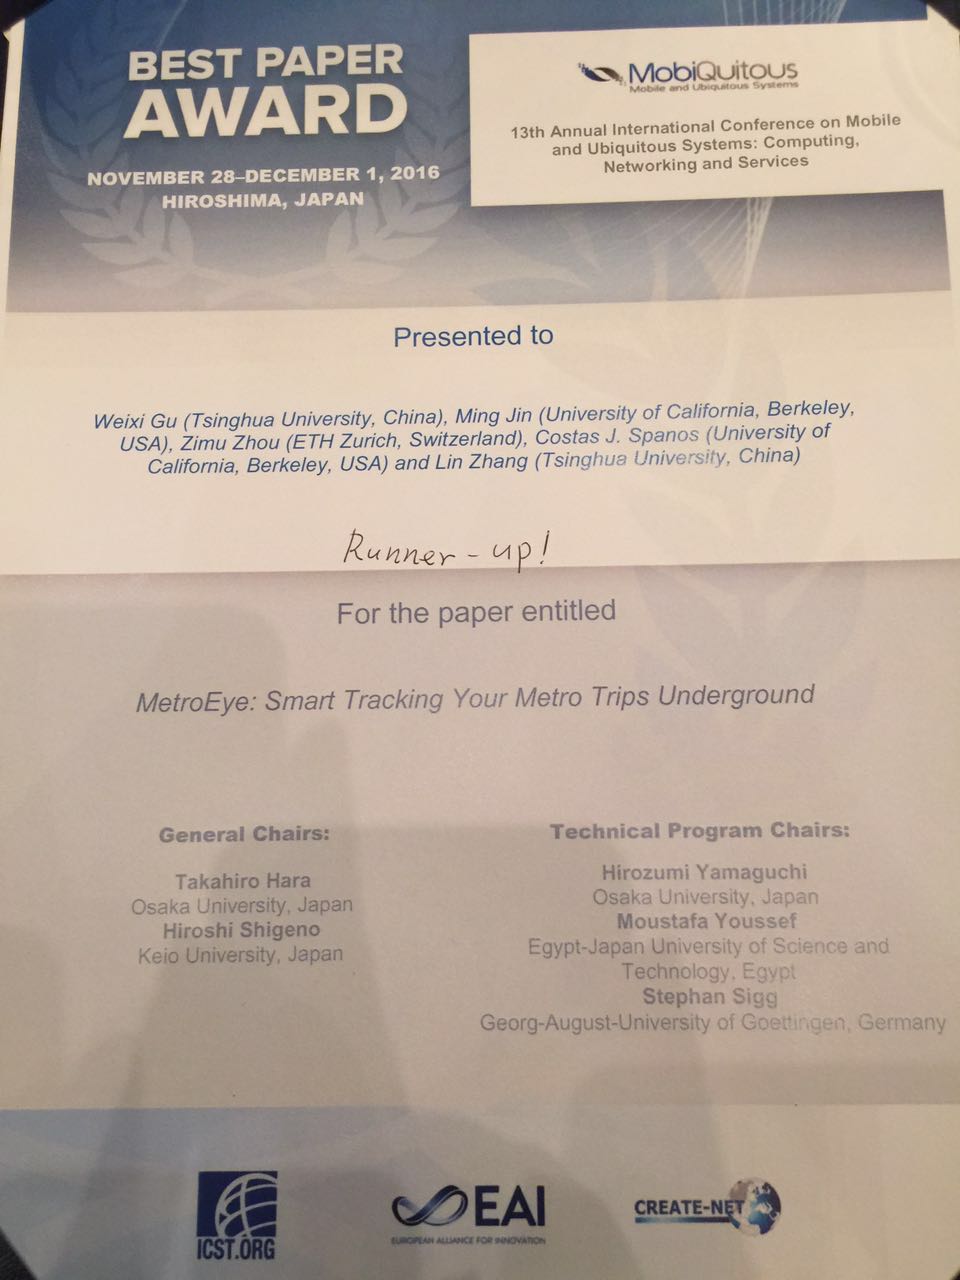 BEST PAPER
AWARD
NOVEMBER 28–DECEMBER 1, 2016
HIROSHIMA, JAPAN
MobiQuitous
Mobile and Ubiquitous Systems
13th Annual International Conference on Mobile
and Ubiquitous Systems: Computing,
Networking and Services
Presented to
Weixi Gu (Tsinghua University, China), Ming Jin (University of California, Berkeley,
USA), Zimu Zhou (ETH Zurich, Switzerland), Costas J. Spanos (University of
California, Berkeley, USA) and Lin Zhang (Tsinghua University, China)
Runner-up!
For the paper entitled
MetroEye: Smart Tracking Your Metro Trips Underground
General Chairs:
Takahiro Hara
Osaka University, Japan
Hiroshi Shigeno
Keio University, Japan
Technical Program Chairs:
Hirozumi Yamaguchi
Osaka University, Japan
Moustafa Youssef
Egypt-Japan University of Science and
Technology, Egypt
Stephan Sigg
Georg-August-University of Goettingen, Germany
ICST.ORG
EAI
EUROPEAN ALLIANCE FOR INNOVATION
CREATE-NET